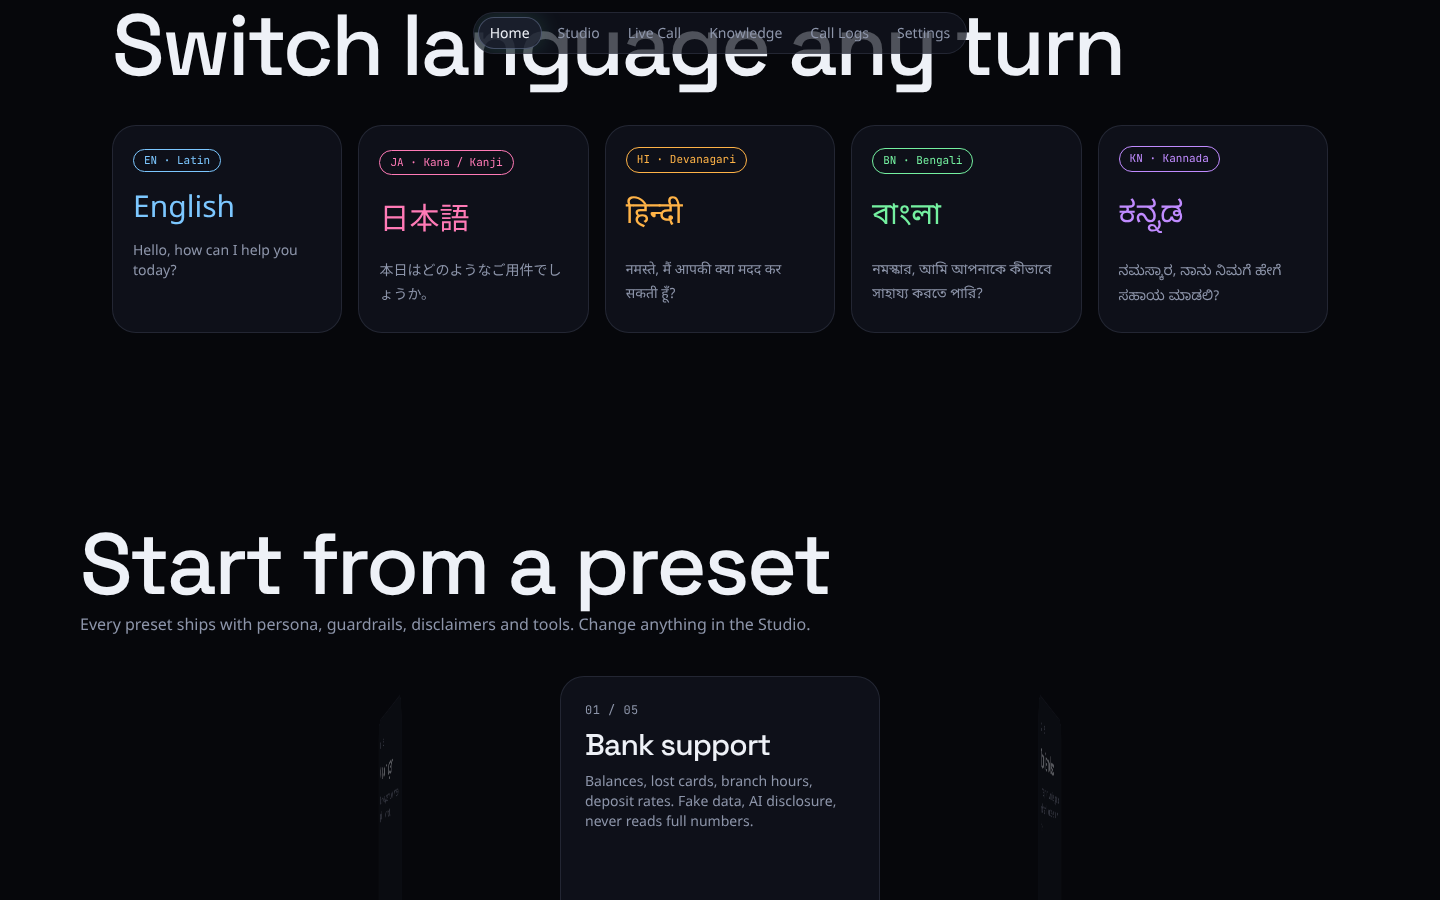 Home
Studio
Live Call
Knowledge
Call Logs
Settings
Switch language any turn
EN · Latin
English
Hello, how can I help you
today?
JA · Kana / Kanji
日本語
本日はどのようなご用件でし
ょうか。
HI · Devanagari
हिन्दी
नमस्ते, मैं आपकी क्या मदद कर
सकती हूँ?
BN · Bengali
বাংলা
নমস্কার, আমি আপনাকে কীভাবে
সাহায্য করতে পারি?
KN · Kannada
ಕನ್ನಡ
ನಮಸ್ಕಾರ, ನಾನು ನಿಮಗೆ ಹೇಗೆ
ಸಹಾಯ ಮಾಡಲಿ?
Start from a preset
Every preset ships with persona, guardrails, disclaimers and tools. Change anything in the Studio.
01 / 05
Bank support
Balances, lost cards, branch hours,
deposit rates. Fake data, AI disclosure,
never reads full numbers.